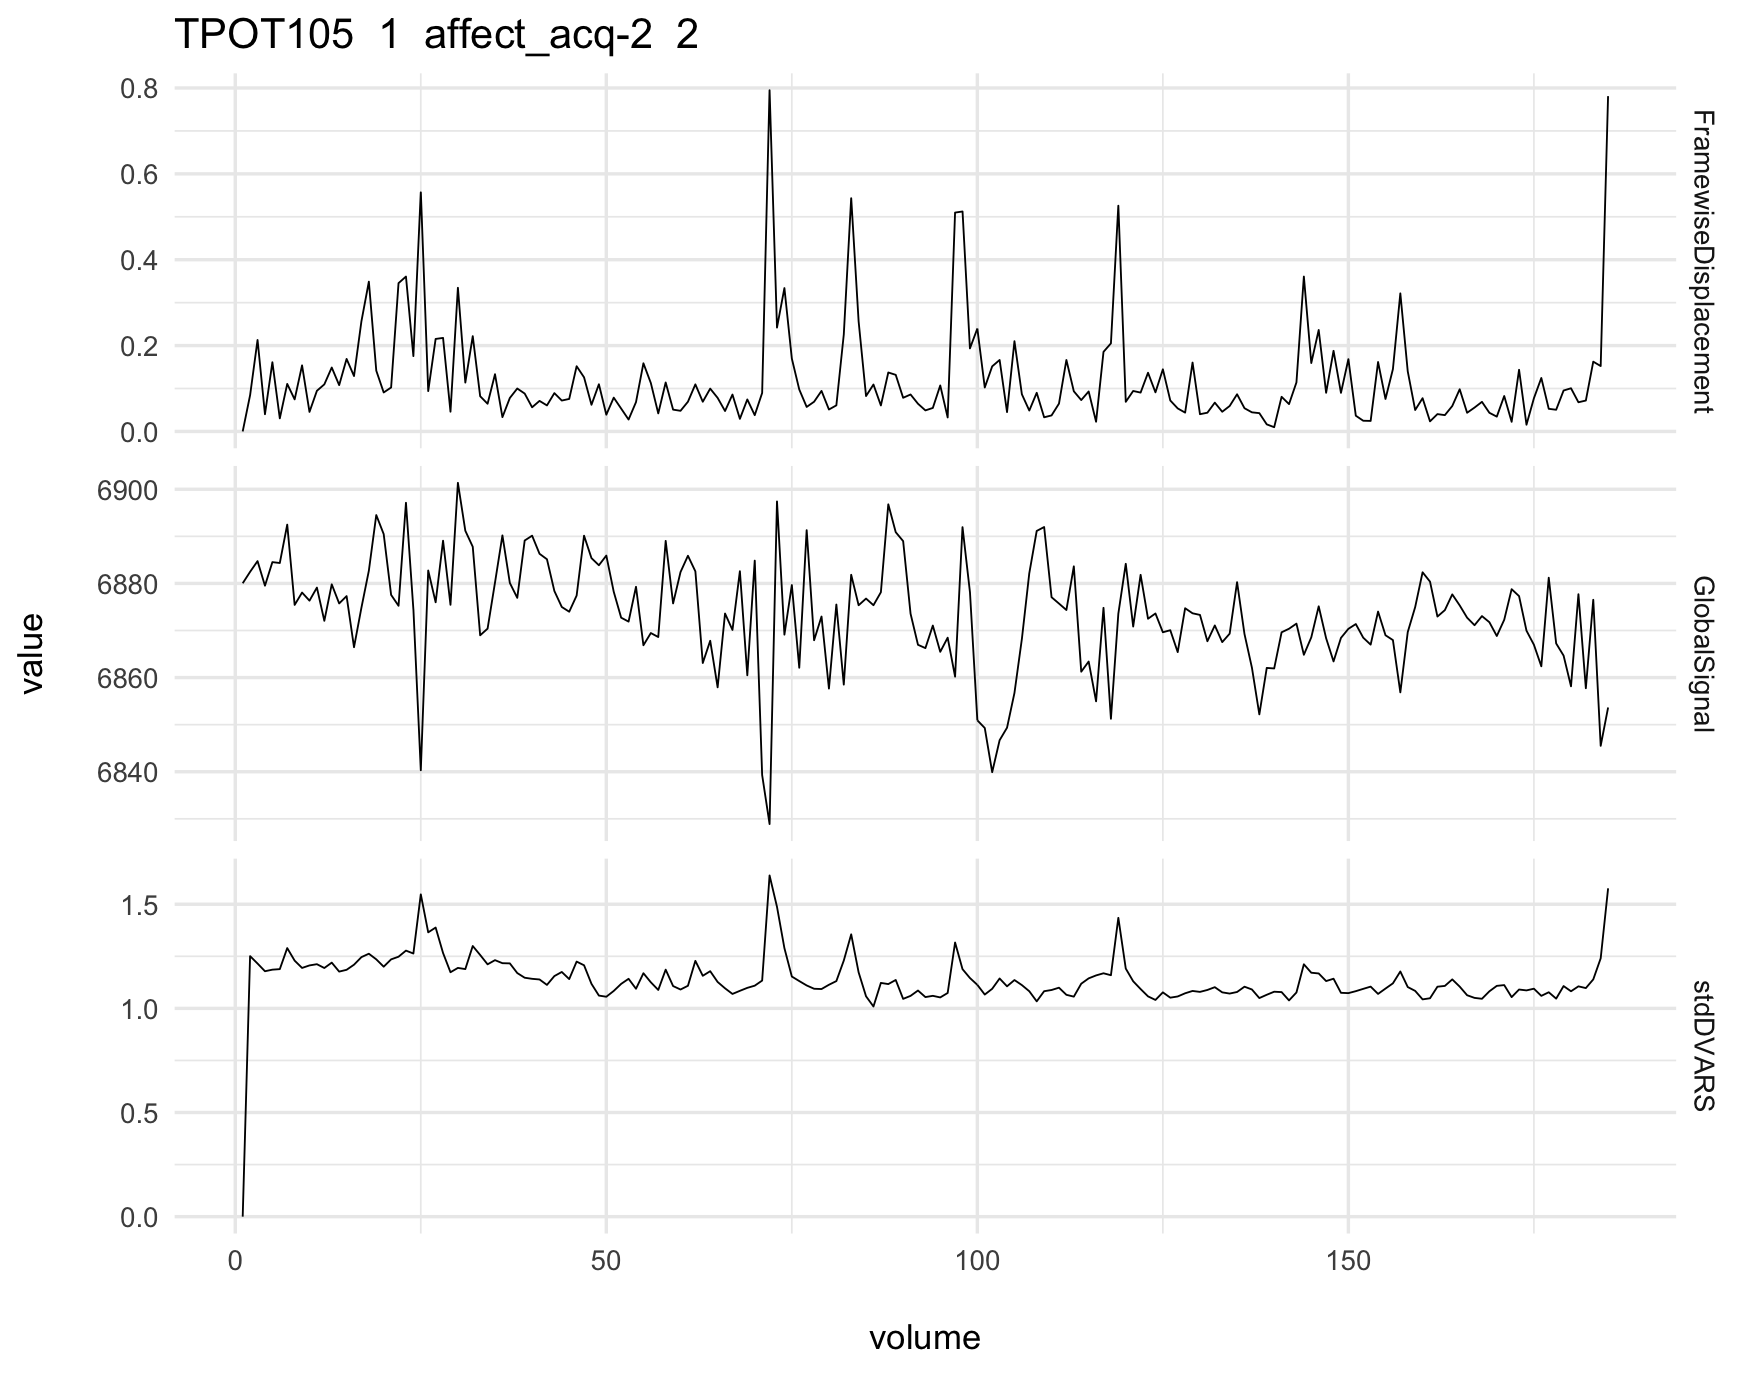 TPOT105 1 affect_acq-2 2
0.8
0.6
0.4
0.2
0.0
FramewiseDisplacement
6900
6880
6860
6840
GlobalSignal
value
1.5
1.0
0.5
0.0
stdDVARS
0 50 100 150
volume